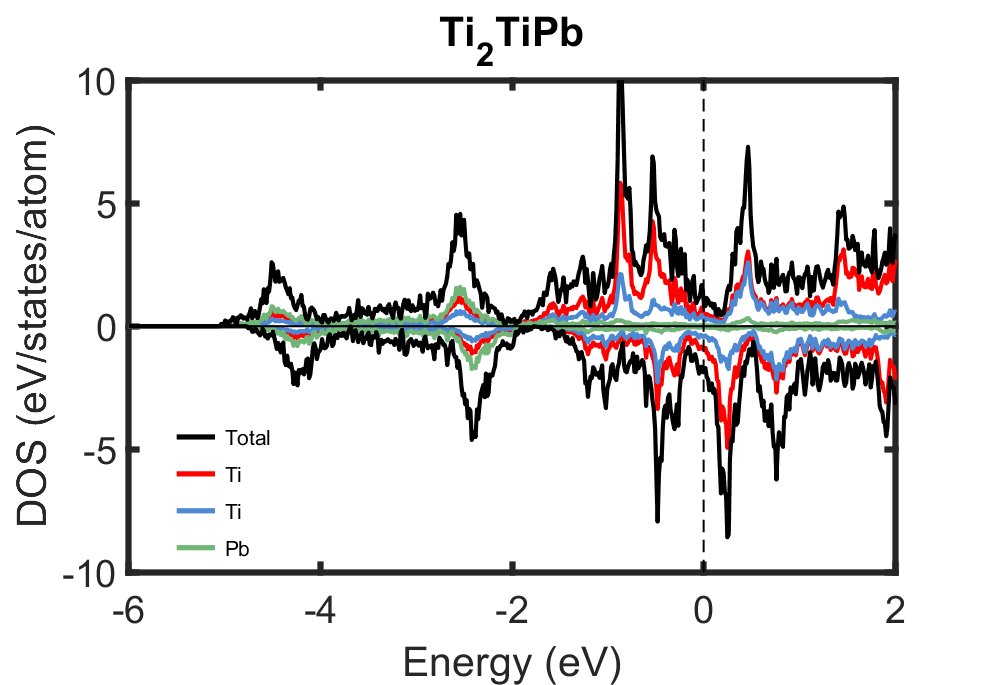 Ti2TiPb
DOS (eV/states/atom)
10
5
0
-5
-10
Total
Ti
Ti
Pb
-6
-4
-2
0
2
Energy (eV)